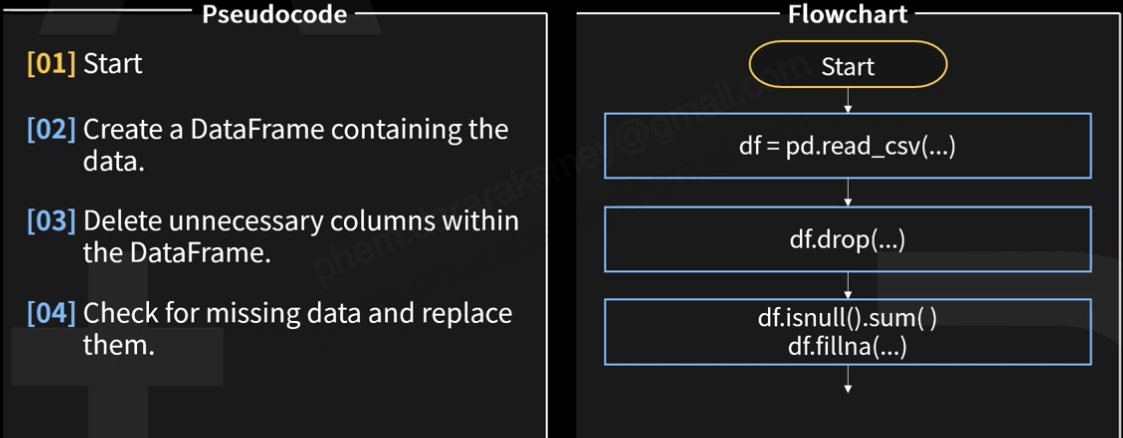 Pseudocode
[01] Start
[02] Create a DataFrame containing the
data.
[03] Delete unnecessary columns within
the DataFrame.
[04] Check for missing data and replace
them.
Flowchart
Start
df = pd.read_csv(...)
df.drop(...)
df.isnull().sum( )
df.fillna(...)